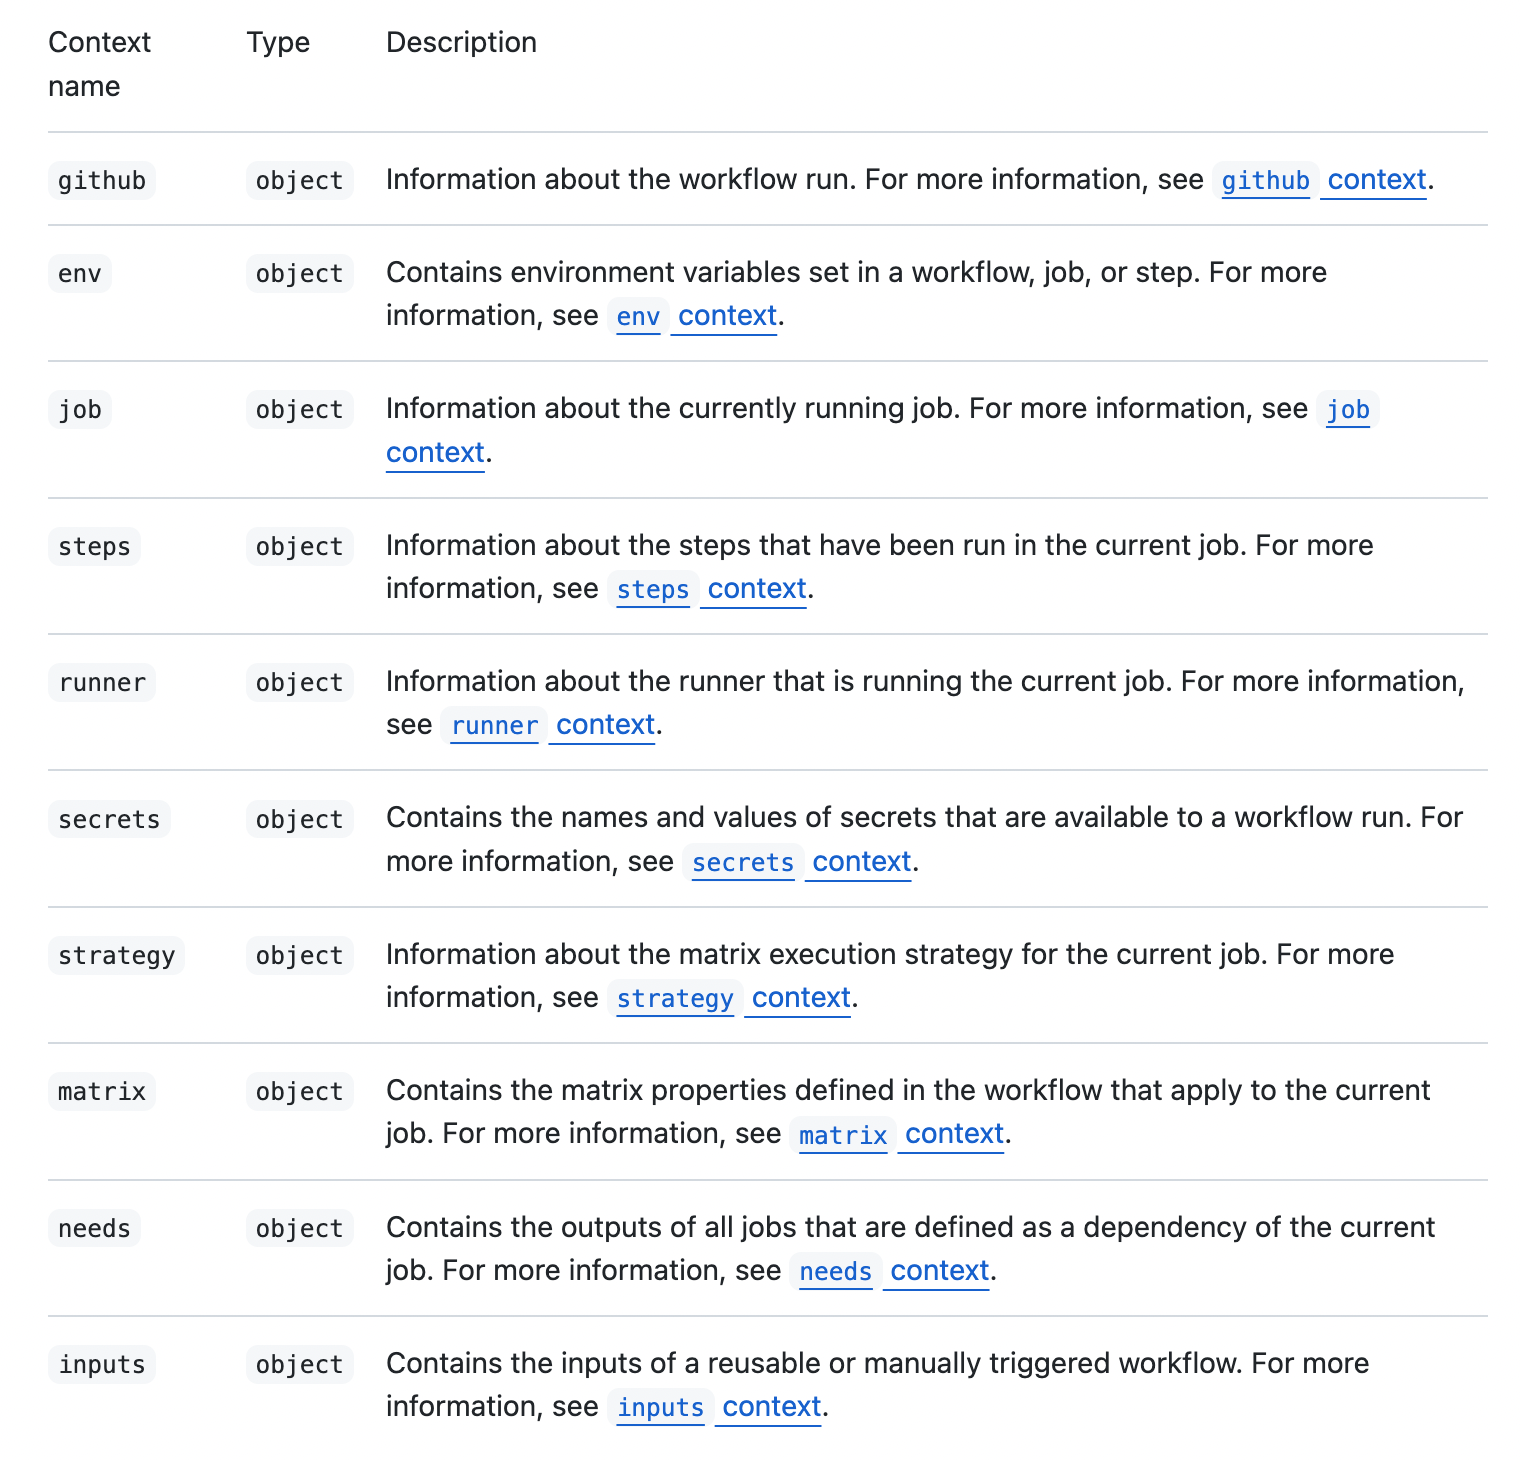 Context name Type Description
github object Information about the workflow run. For more information, see github context.
env object Contains environment variables set in a workflow, job, or step. For more
information, see env context.
job object Information about the currently running job. For more information, see job
context.
steps object Information about the steps that have been run in the current job. For more
information, see steps context.
runner object Information about the runner that is running the current job. For more information,
see runner context.
secrets object Contains the names and values of secrets that are available to a workflow run. For
more information, see secrets context.
strategy object Information about the matrix execution strategy for the current job. For more
information, see strategy context.
matrix object Contains the matrix properties defined in the workflow that apply to the current
job. For more information, see matrix context.
needs object Contains the outputs of all jobs that are defined as a dependency of the current
job. For more information, see needs context.
inputs object Contains the inputs of a reusable or manually triggered workflow. For more
information, see inputs context.